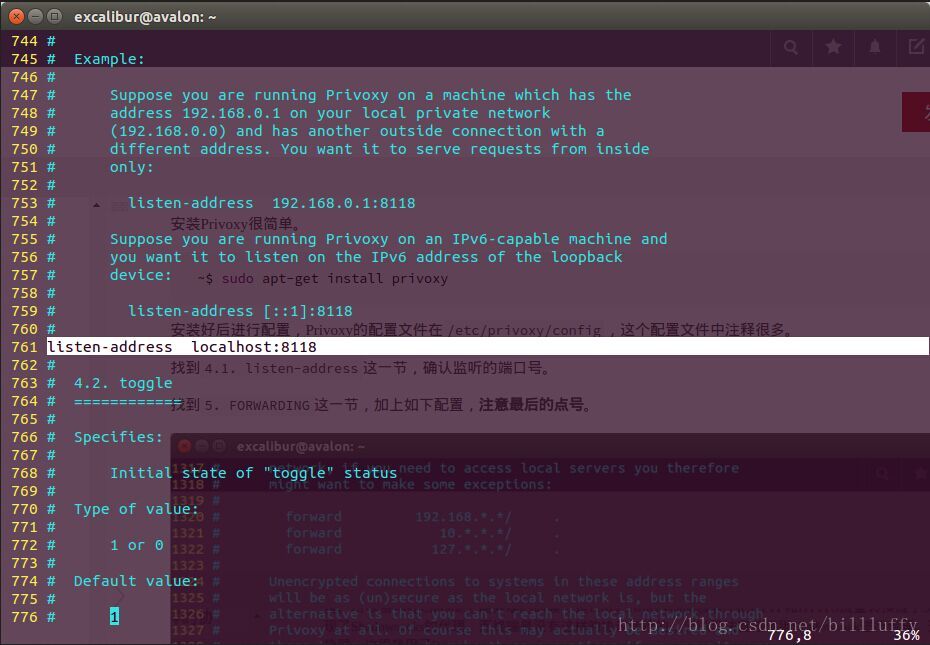 excalibur@avalon: ~
744 #
745 #  Example:
746 #
747 #      Suppose you are running Privoxy on a machine which has the
748 #      address 192.168.0.1 on your local private network
749 #      (192.168.0.0) and has another outside connection with a
750 #      different address. You want it to serve requests from inside
751 #      only:
752 #
753 #        listen-address  192.168.0.1:8118
安装Privoxy很简单。
754 #
755 #      Suppose you are running Privoxy on an IPv6-capable machine and
756 #      you want it to listen on the IPv6 address of the loopback
757 #      device:
~$ sudo apt-get install privoxy
758 #
759 #        listen-address [::1]:8118
760 #
安装好后进行配置，Privoxy的配置文件在 /etc/privoxy/config ，这个配置文件中注释很多。
761 listen-address  localhost:8118
762 #
找到 4.1. listen-address 这一节，确认监听的端口号。
763 #  4.2. toggle
764 #  ============
找到 5. FORWARDING 这一节，加上如下配置，注意最后的点号。
765 #
766 #  Specifies:
excalibur@avalon: ~
767 #
768 #      Initial state of "toggle" status
769 #
770 #  Type of value:
771 #
772 #      1 or 0
773 #
774 #  Default value:
775 #
776 #      1
1317 # network, if you need to access local servers you therefore
1318 #      might want to make some exceptions:
1319 #
1320 #        forward         192.168.*.*/     .
1321 #        forward            10.*.*.*/     .
1322 #        forward           127.*.*.*/     .
1323 #
#      Unencrypted connections to systems in these address ranges
1325 #      will be as (un)secure as the local network is, but the
1326 #      alternative is that you can't reach the local network through
1327 #      Privoxy at all. Of course this may actually be desired and
http://blog.csdn.net/billluffy
776,8         36%